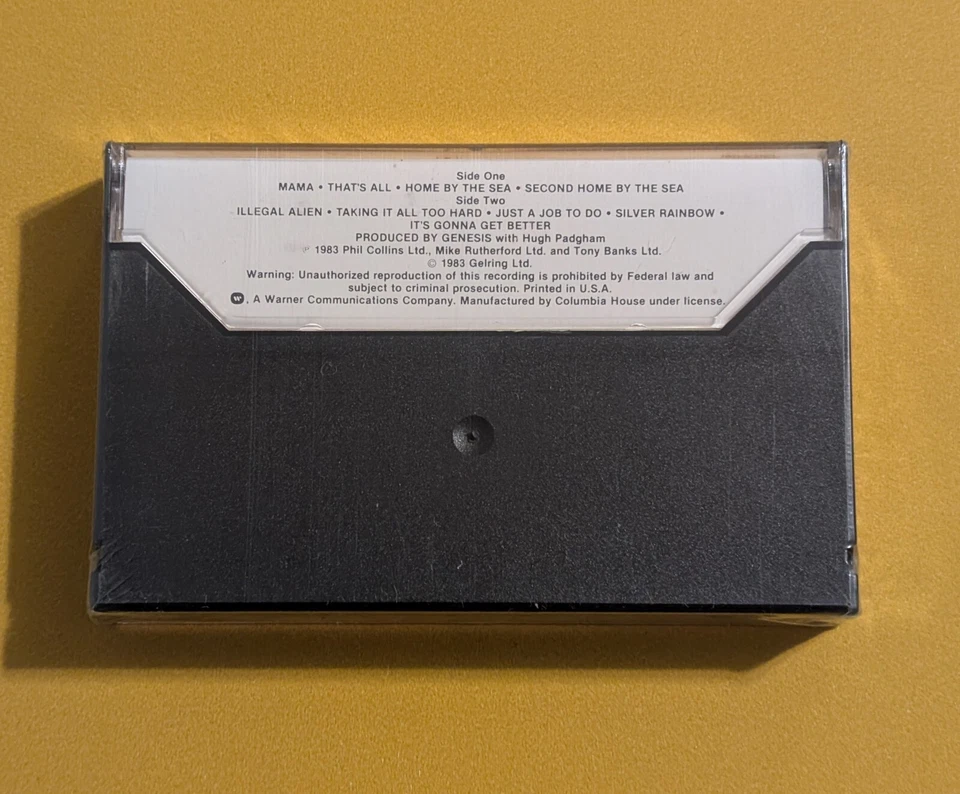 Side One
MAMA • THAT'S ALL • HOME BY THE SEA • SECOND HOME BY THE SEA
Side Two
ILLEGAL ALIEN • TAKING IT ALL TOO HARD • JUST A JOB TO DO • SILVER RAINBOW •
IT'S GONNA GET BETTER
PRODUCED BY GENESIS with Hugh Padgham
℗ 1983 Phil Collins Ltd., Mike Rutherford Ltd. and Tony Banks Ltd.
© 1983 Gelring Ltd.
Warning: Unauthorized reproduction of this recording is prohibited by Federal law and
subject to criminal prosecution. Printed in U.S.A.
W, A Warner Communications Company. Manufactured by Columbia House under license.